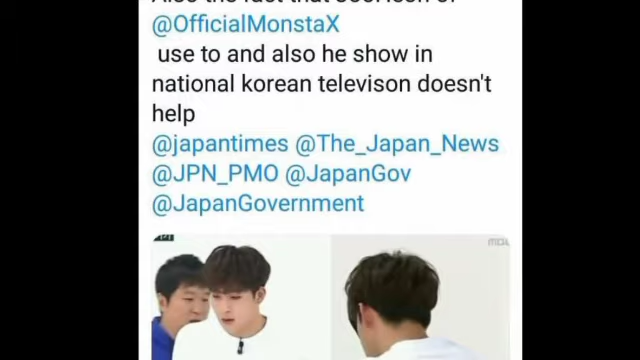 @OfficialMonstaX
use to and also he show in
national korean televison doesn't
help
@japantimes @The_Japan_News
@JPN_PMO @JapanGov
@JapanGovernment